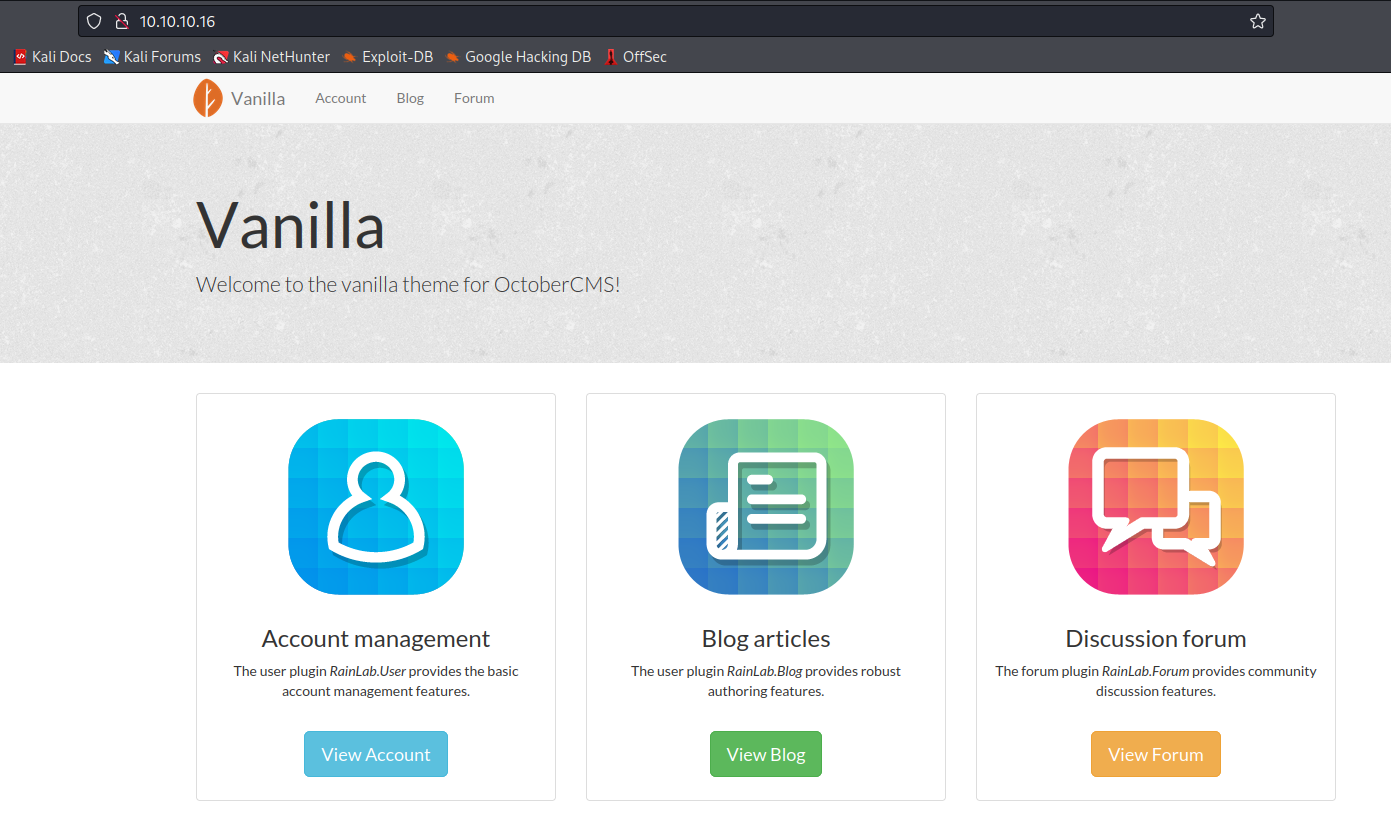 10.10.10.16
Kali Docs Kali Forums Kali NetHunter Exploit-DB Google Hacking DB OffSec
Vanilla Account Blog Forum
Vanilla
Welcome to the vanilla theme for OctoberCMS!
Account management
The user plugin RainLab.User provides the basic
account management features.
View Account
Blog articles
The user plugin RainLab.Blog provides robust
authoring features.
View Blog
Discussion forum
The forum plugin RainLab.Forum provides community
discussion features.
View Forum